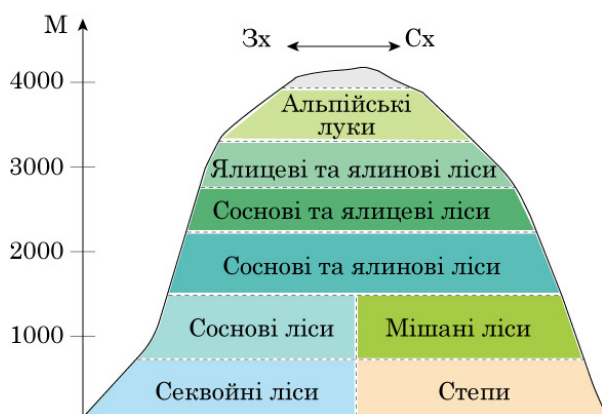 М
Зх Сх
4000
Альпійські
луки
3000
Ялицеві та ялинові ліси
Соснові та ялицеві ліси
2000
Соснові та ялинові ліси
Соснові ліси Мішані ліси
1000
Секвойні ліси Степи